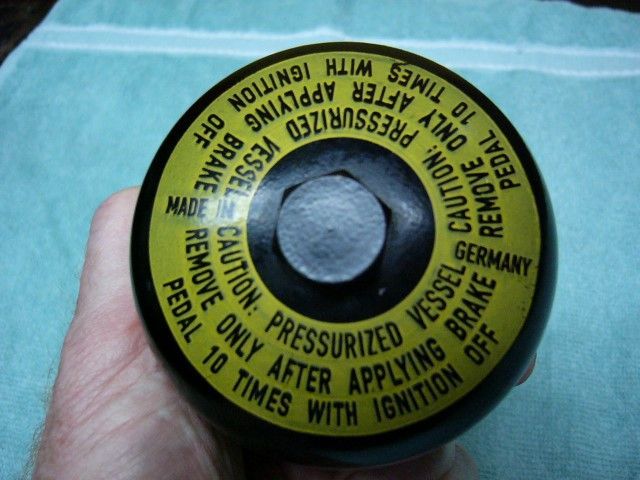 CAUTION: PRESSURIZED VESSEL
REMOVE ONLY AFTER APPLYING BRAKE
PEDAL 10 TIMES WITH IGNITION OFF
MADE IN
GERMANY
CAUTION: PRESSURIZED VESSEL
REMOVE ONLY AFTER APPLYING BRAKE
PEDAL 10 TIMES WITH IGNITION OFF